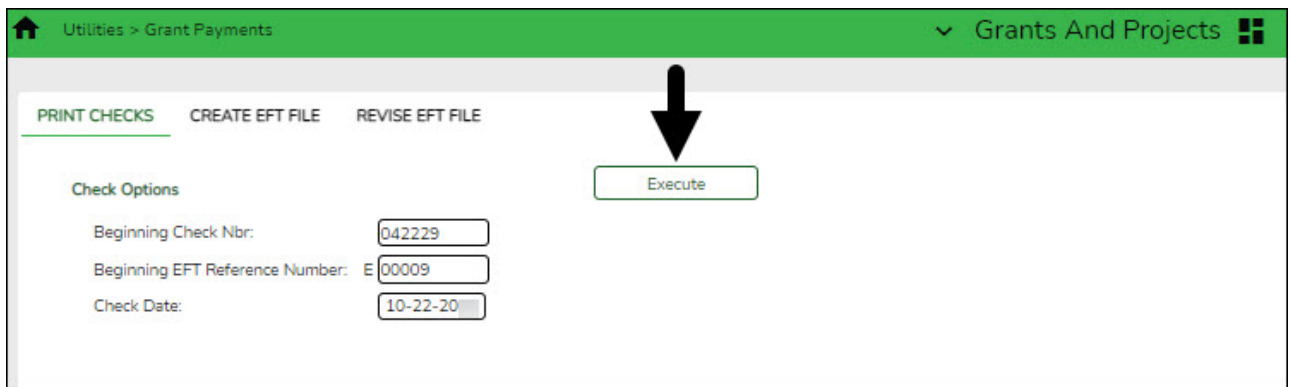 Utilities > Grant Payments
Grants And Projects
PRINT CHECKS CREATE EFT FILE REVISE EFT FILE
Execute
Check Options
Beginning Check Nbr: 042229
Beginning EFT Reference Number: E 00009
Check Date: 10-22-20